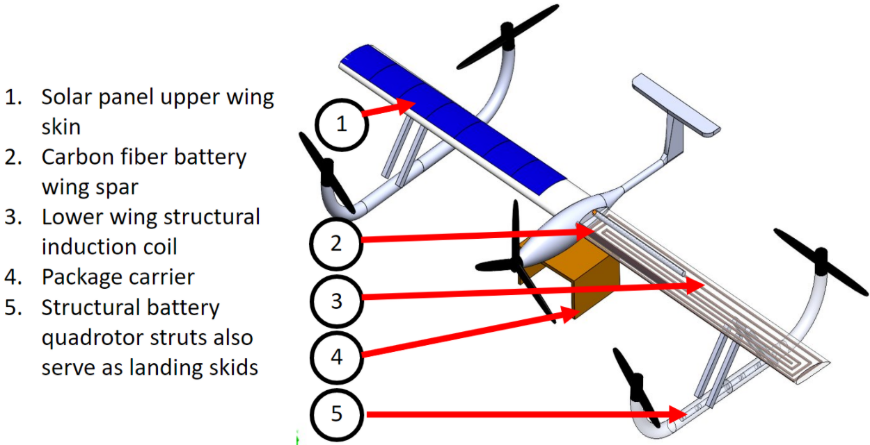 1. Solar panel upper wing
skin
2. Carbon fiber battery
wing spar
3. Lower wing structural
induction coil
4. Package carrier
5. Structural battery
quadrotor struts also
serve as landing skids
1
2
3
4
5